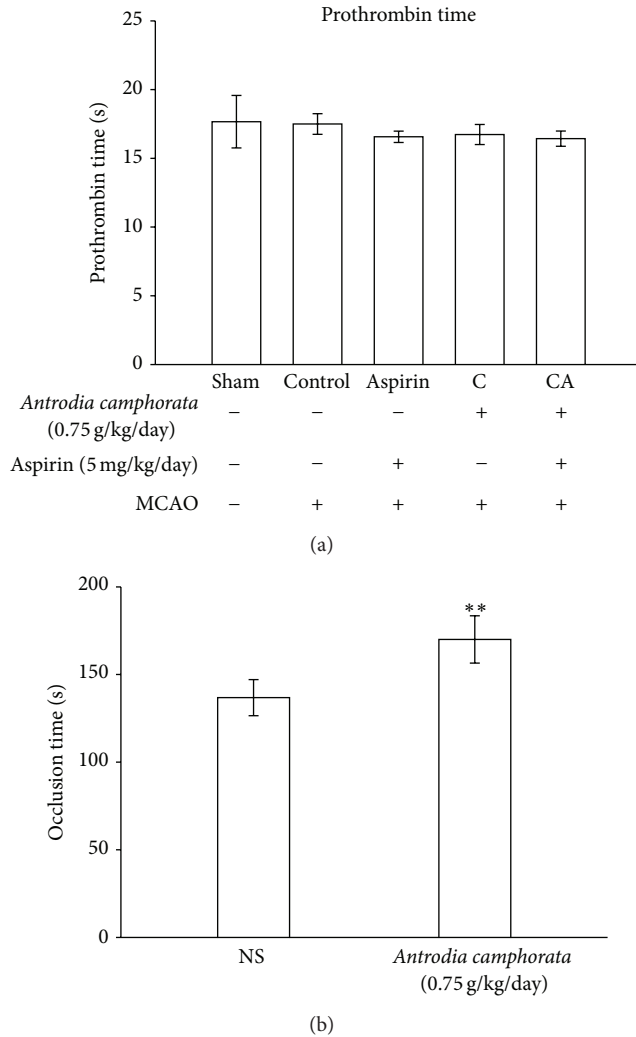 Prothrombin time
25
20
15
10
5
0
Prothrombin time (s)
Sham Control Aspirin C CA
Antrodia camphorata
(0.75 g/kg/day) − − − + +
Aspirin (5 mg/kg/day) − − + − +
MCAO − + + + +
(a)
200
150
100
50
0
Occlusion time (s)
**
NS Antrodia camphorata
(0.75 g/kg/day)
(b)